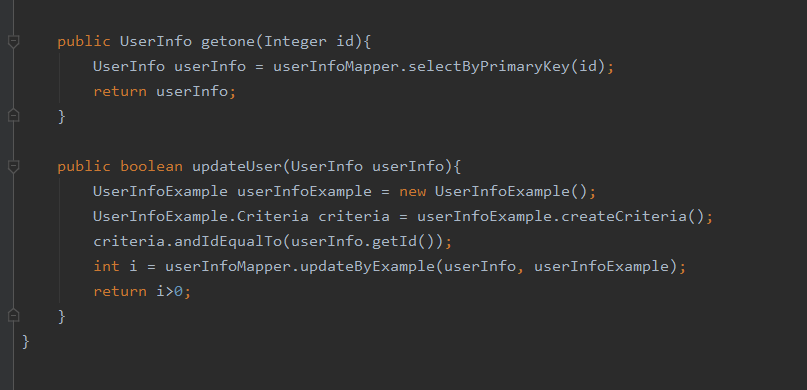 public UserInfo getone(Integer id){
UserInfo userInfo = userInfoMapper.selectByPrimaryKey(id);
return userInfo;
}
public boolean updateUser(UserInfo userInfo){
UserInfoExample userInfoExample = new UserInfoExample();
UserInfoExample.Criteria criteria = userInfoExample.createCriteria();
criteria.andIdEqualTo(userInfo.getId());
int i = userInfoMapper.updateByExample(userInfo, userInfoExample);
return i>0;
}
}